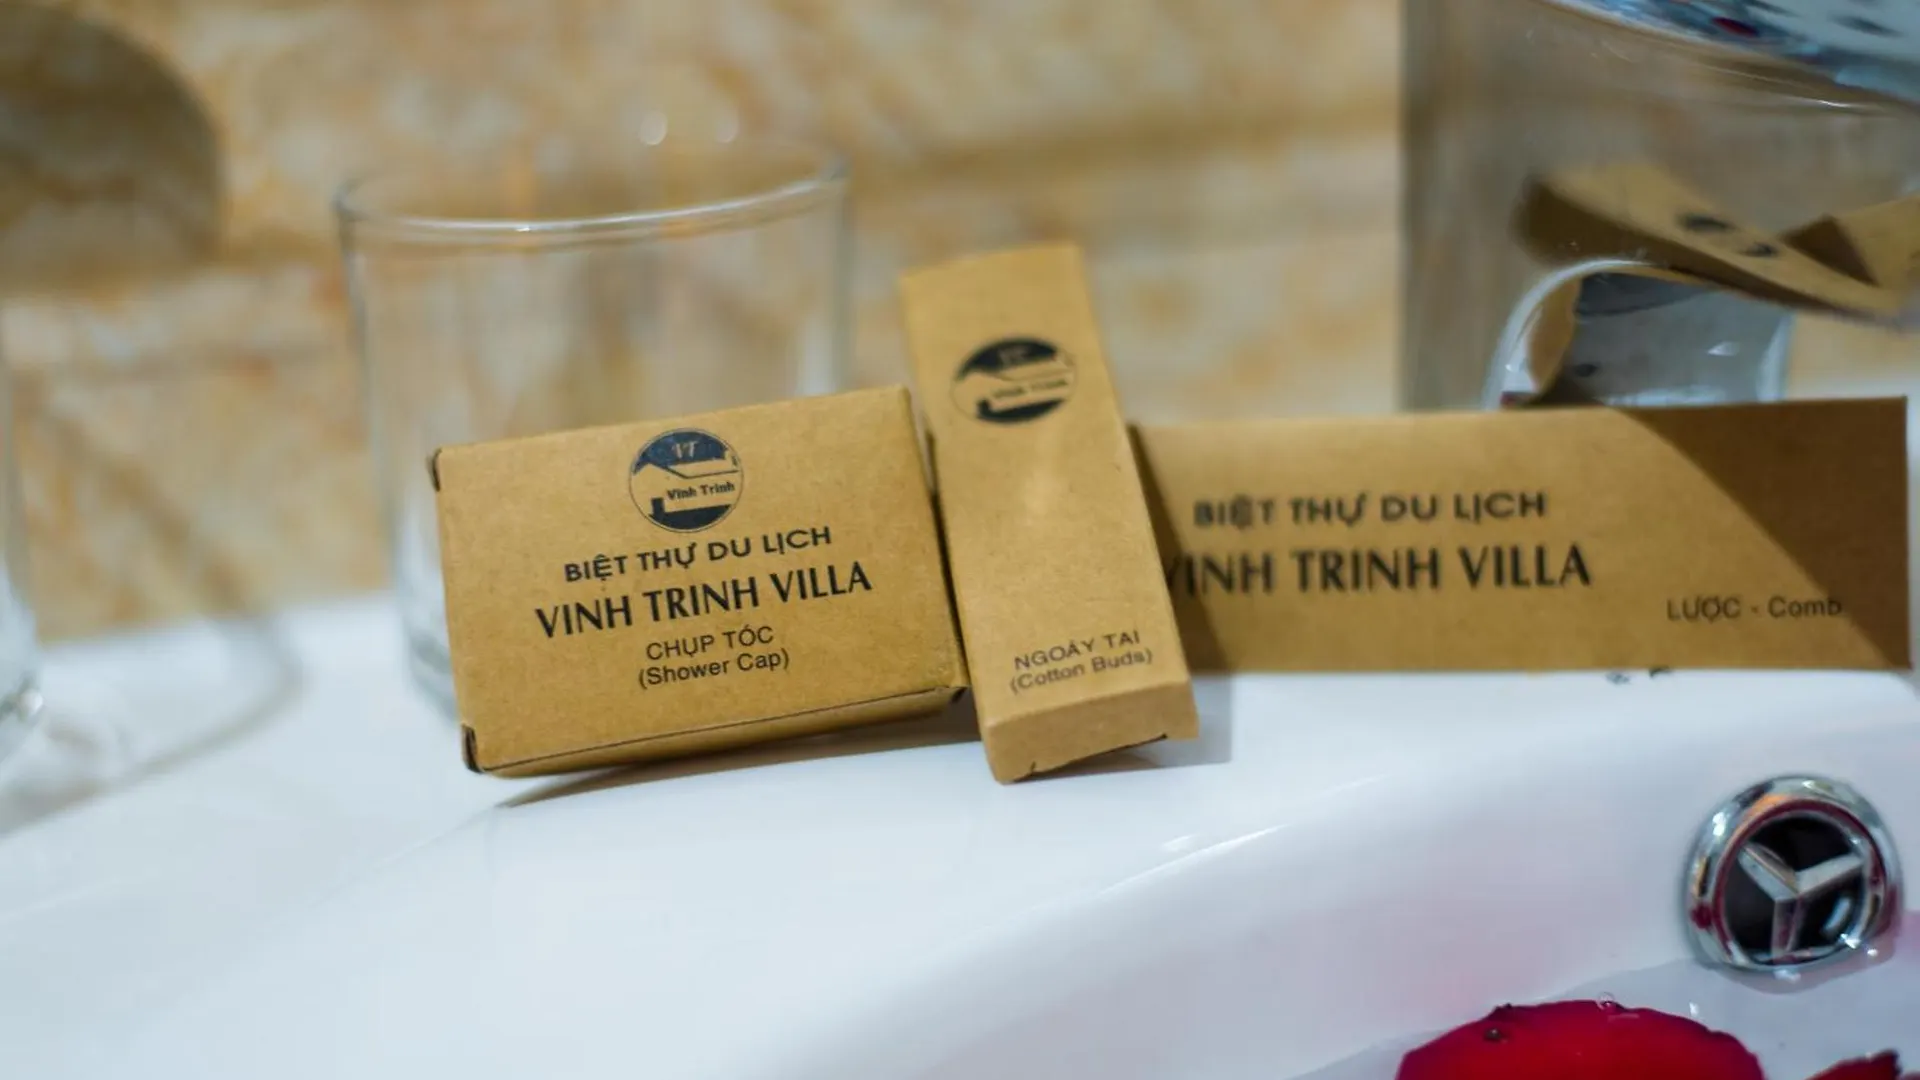 VT
Vinh Trinh
BIỆT THỰ DU LỊCH
VINH TRINH VILLA
CHỤP TÓC
(Shower Cap)
VT
Vinh Trinh
NGOÁY TAI
(Cotton Buds)
BIỆT THỰ DU LỊCH
VINH TRINH VILLA
LƯỢC - Comb